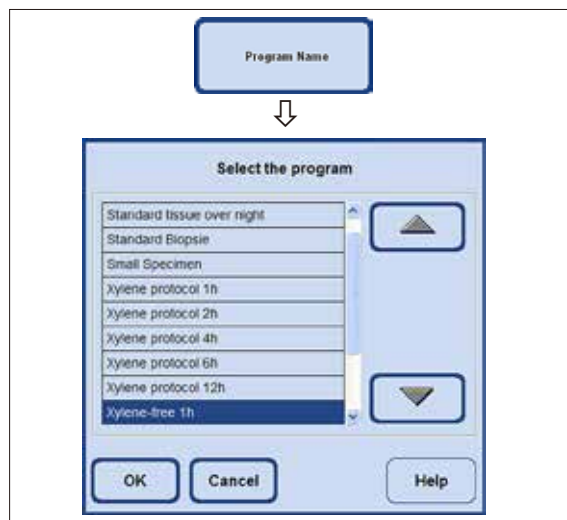 Program Name
Select the program
Standard tissue over night
Standard Biopsie
Small Specimen
Xylene protocol 1h
Xylene protocol 2h
Xylene protocol 4h
Xylene protocol 6h
Xylene protocol 12h
Xylene-free 1h
OK Cancel Help